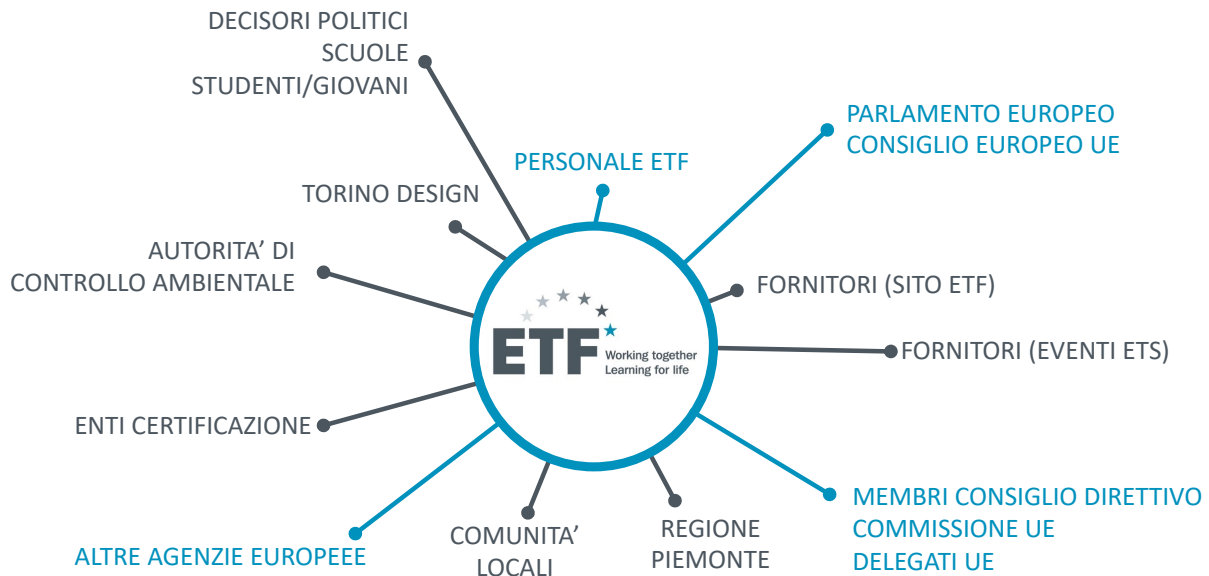 DECISORI POLITICI
SCUOLE
STUDENTI/GIOVANI
PARLAMENTO EUROPEO
CONSIGLIO EUROPEO UE
PERSONALE ETF
TORINO DESIGN
AUTORITA’ DI
CONTROLLO AMBIENTALE
FORNITORI (SITO ETF)
ETF
Working together
Learning for life
FORNITORI (EVENTI ETS)
ENTI CERTIFICAZIONE
MEMBRI CONSIGLIO DIRETTIVO
COMMISSIONE UE
DELEGATI UE
REGIONE
PIEMONTE
COMUNITA’
LOCALI
ALTRE AGENZIE EUROPEEE